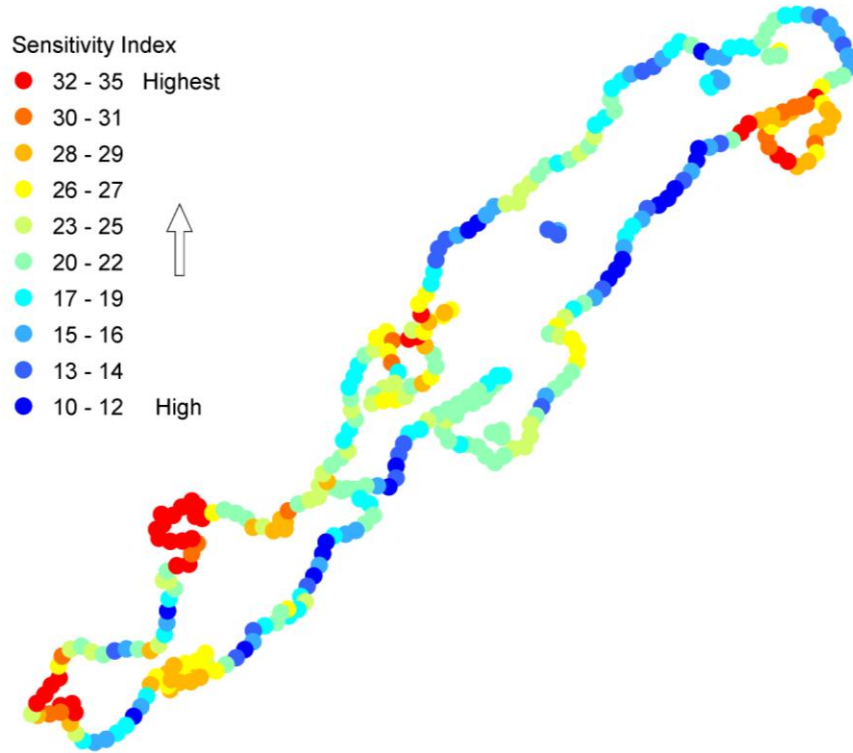 Sensitivity Index
32 - 35 Highest
30 - 31
28 - 29
26 - 27
23 - 25
20 - 22
17 - 19
15 - 16
13 - 14
10 - 12 High